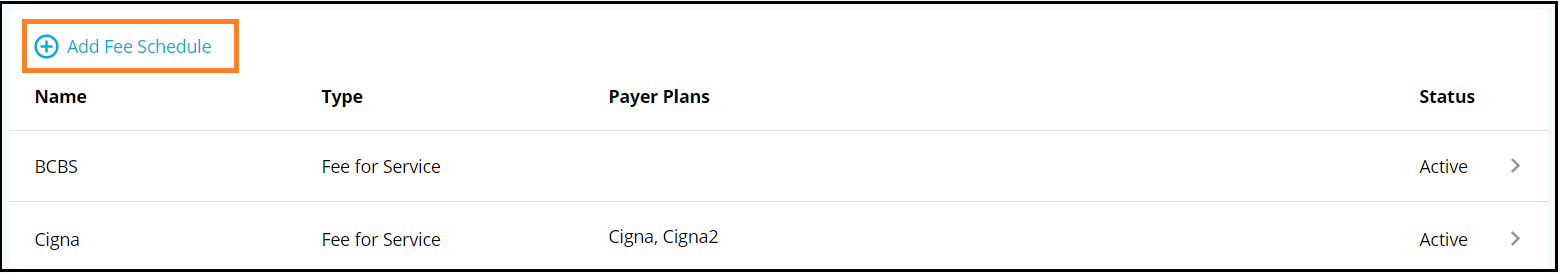 Add Fee Schedule
Name Type Payer Plans Status
BCBS Fee for Service Active
Cigna Fee for Service Cigna, Cigna2 Active